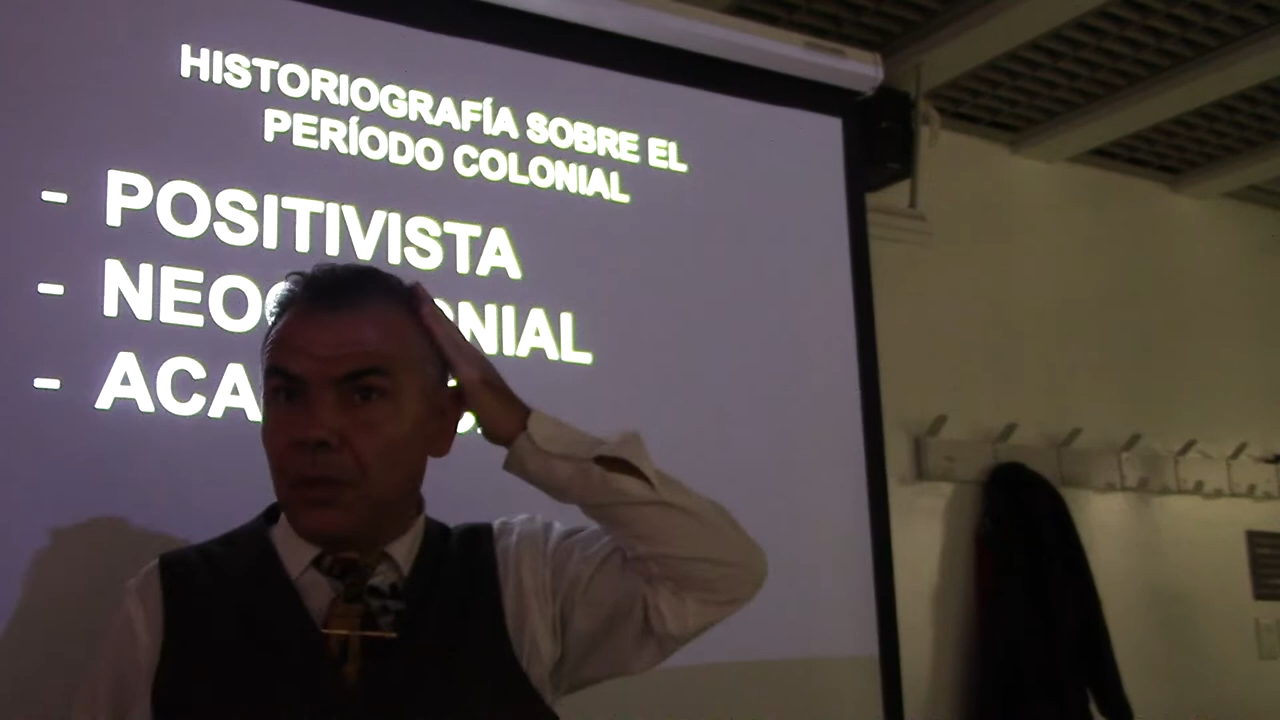 HISTORIOGRAFÍA SOBRE EL
PERÍODO COLONIAL
- POSITIVISTA
-
-